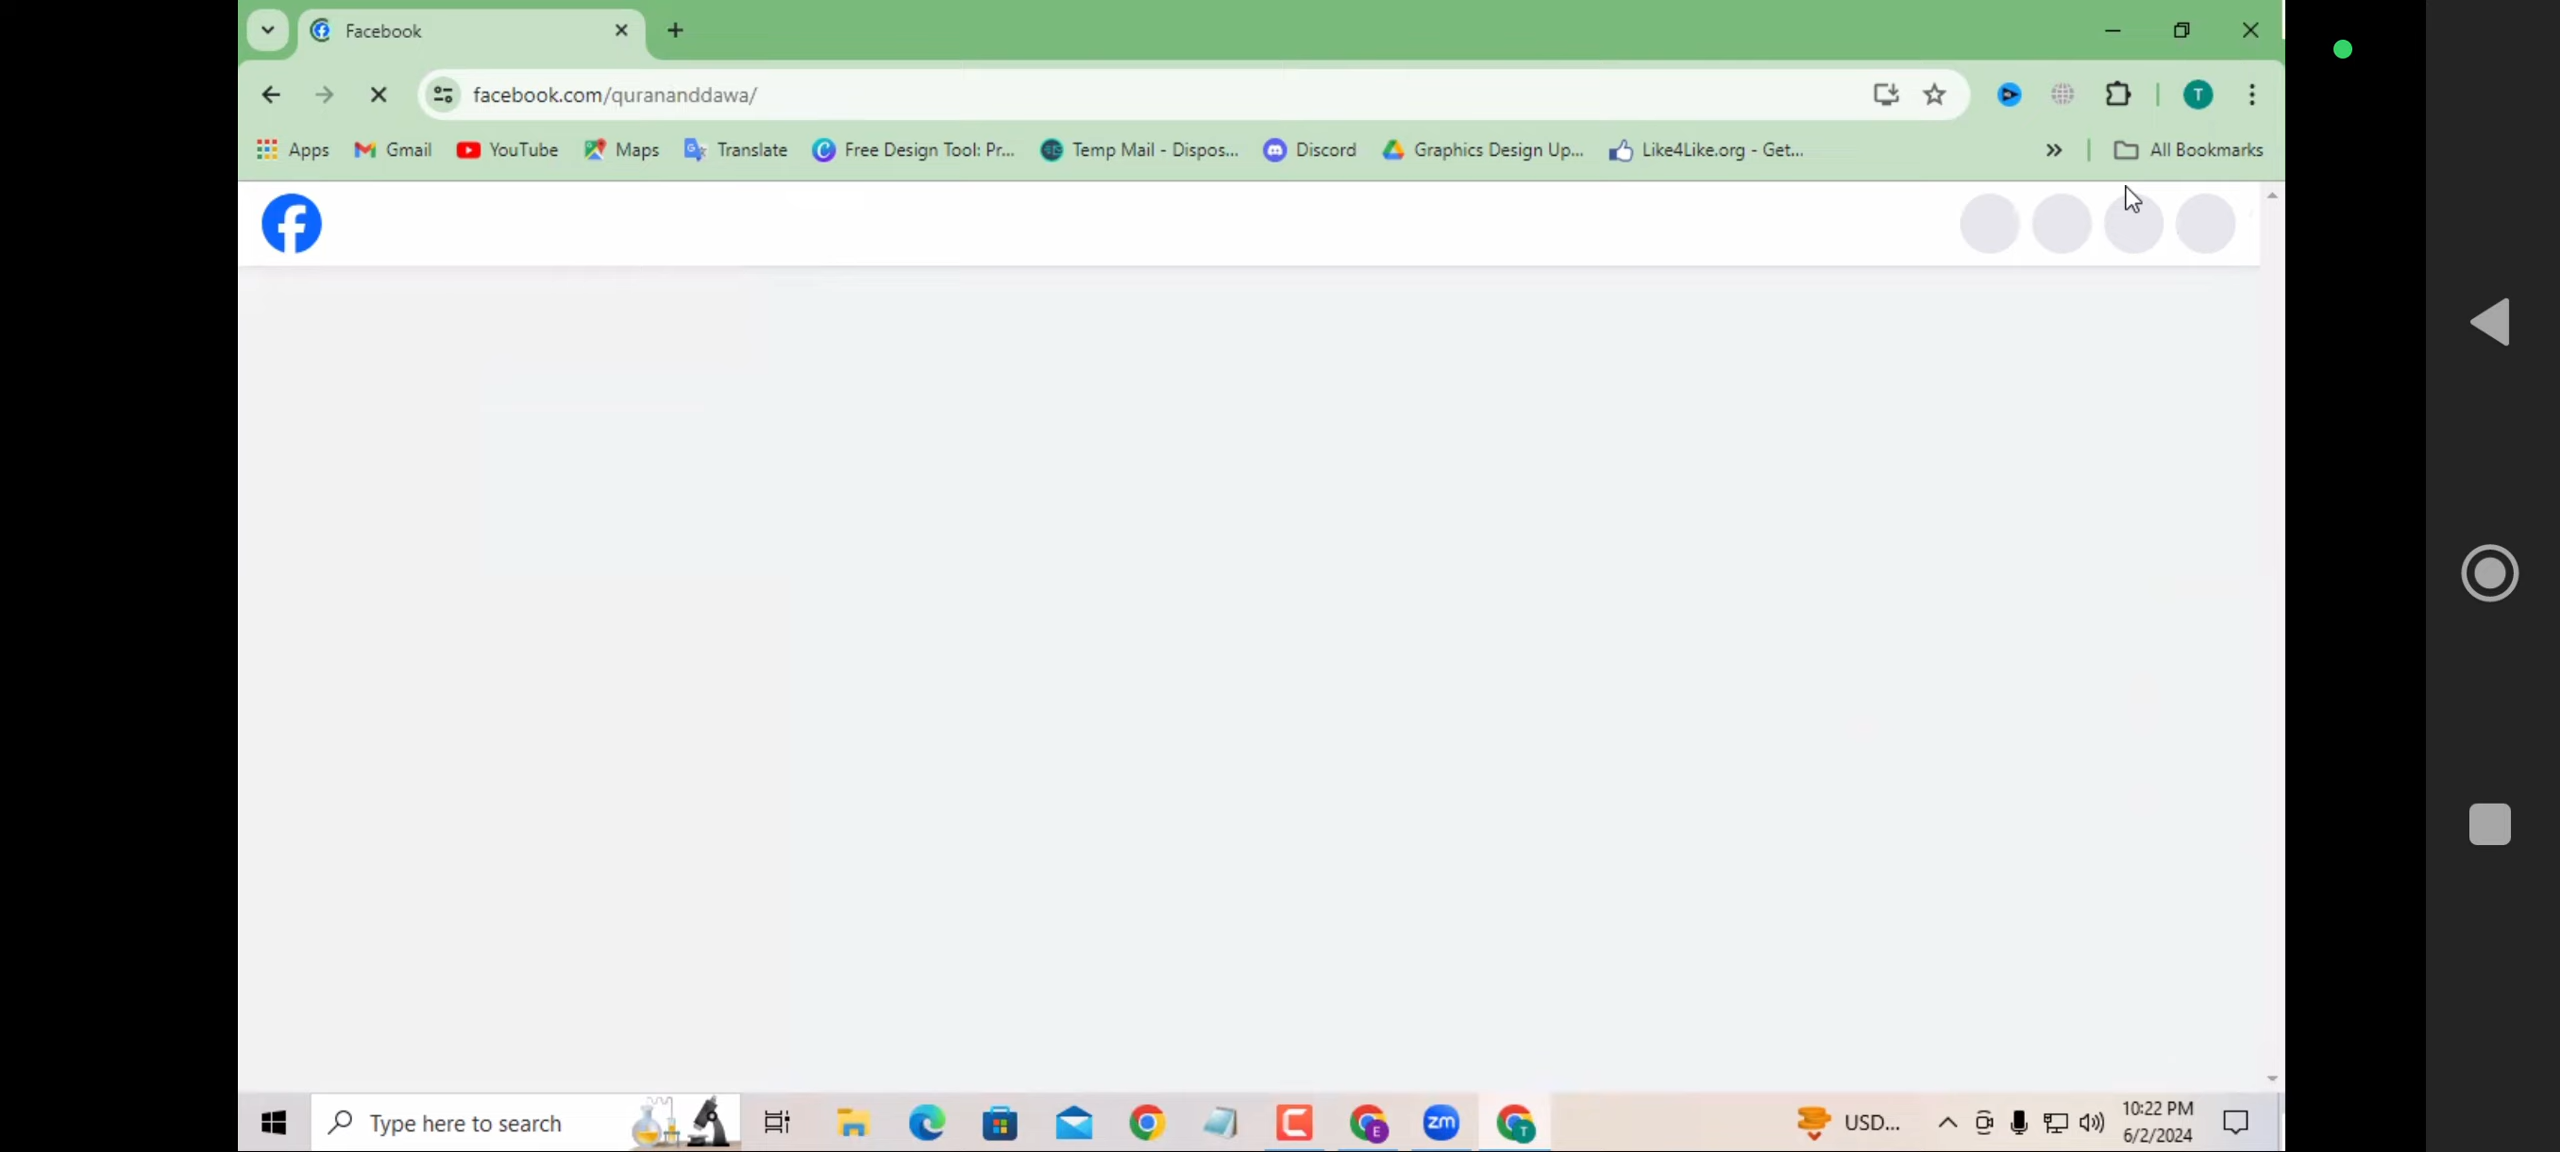 Facebook
facebook.com/qurananddawa/
T
Apps
Gmail
YouTube
Maps
Translate
Free Design Tool: Pr...
Temp Mail - Dispos...
Discord
Graphics Design Up...
Like4Like.org - Get...
All Bookmarks
Type here to search
E
zm
T
USD...
10:22 PM
6/2/2024